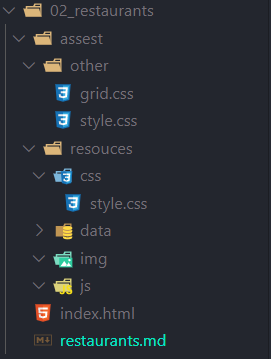 02_restaurants
assest
other
grid.css
style.css
resouces
css
style.css
data
img
js
index.html
restaurants.md